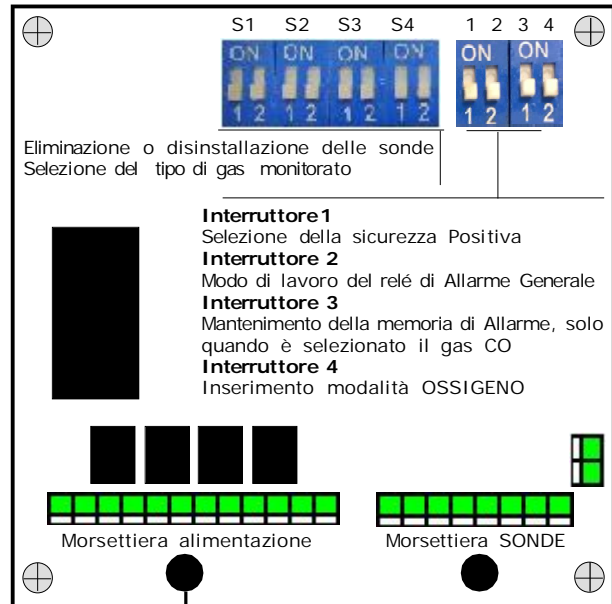 S1 S2 S3 S4 1 2 3 4
ON ON ON ON ON ON
1 2 1 2 1 2 1 2 1 2 1 2
Eliminazione o disinstallazione delle sonde
Selezione del tipo di gas monitorato
Interruttore1
Selezione della sicurezza Positiva
Interruttore 2
Modo di lavoro del relé di Allarme Generale
Interruttore 3
Mantenimento della memoria di Allarme, solo
quando è selezionato il gas CO
Interruttore 4
Inserimento modalità OSSIGENO
Morsettiera alimentazione Morsettiera SONDE